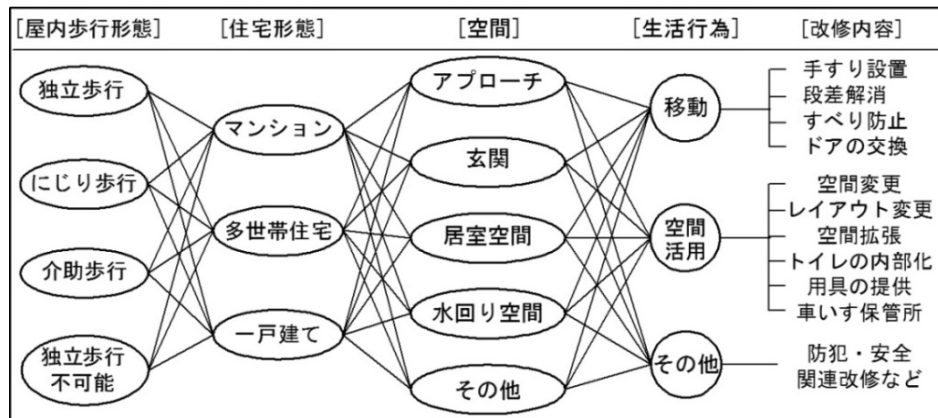 [屋内歩行形態] [住宅形態] [空間] [生活行為] [改修内容]
独立歩行
にじり歩行
介助歩行
独立歩行
不可能
マンション
多世帯住宅
一戸建て
アプローチ
玄関
居室空間
水回り空間
その他
移動
空間
活用
その他
手すり設置
段差解消
すべり防止
ドアの交換
空間変更
レイアウト変更
空間拡張
トイレの内部化
用具の提供
車いす保管所
防犯・安全
関連改修など